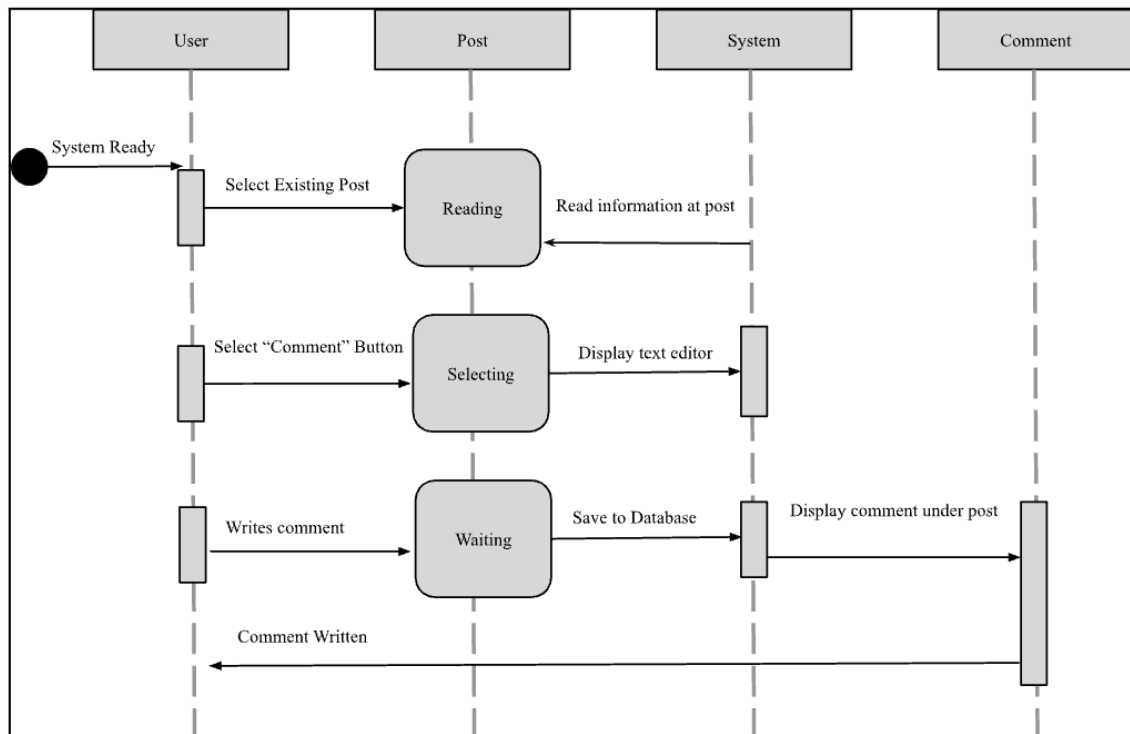 User
Post
System
Comment
System Ready
Select Existing Post
Reading
Read information at post
Select “Comment” Button
Selecting
Display text editor
Writes comment
Waiting
Save to Database
Display comment under post
Comment Written